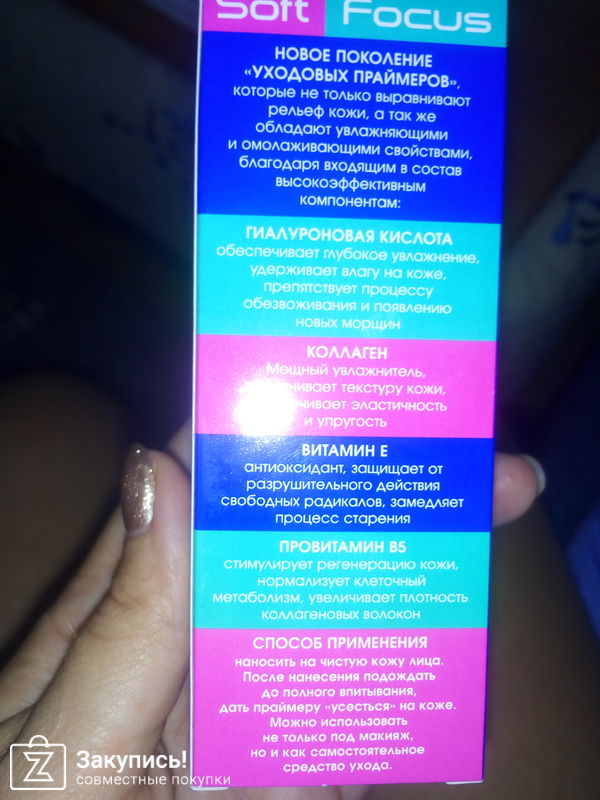 Soft Focus
НОВОЕ ПОКОЛЕНИЕ
«УХОДОВЫХ ПРАЙМЕРОВ»,
которые не только выравнивают
рельеф кожи, а так же
обладают увлажняющими
и омолаживающими свойствами,
благодаря входящим в состав
высокоэффективным
компонентам:
ГИАЛУРОНОВАЯ КИСЛОТА
обеспечивает глубокое увлажнение,
удерживает влагу на коже,
препятствует процессу
обезвоживания и появлению
новых морщин
КОЛЛАГЕН
Мощный увлажнитель,
текстуру кожи,
эластичность
и упругость
ВИТАМИН Е
антиоксидант, защищает от
разрушительного действия
свободных радикалов, замедляет
процесс старения
ПРОВИТАМИН В5
стимулирует регенерацию кожи,
нормализует клеточный
метаболизм, увеличивает плотность
коллагеновых волокон
СПОСОБ ПРИМЕНЕНИЯ
наносить на чистую кожу лица.
После нанесения подождать
до полного впитывания,
дать праймеру «усесться» на коже.
Можно использовать
не только под макияж,
но и как самостоятельное
средство ухода.
Закупись!
совместные покупки